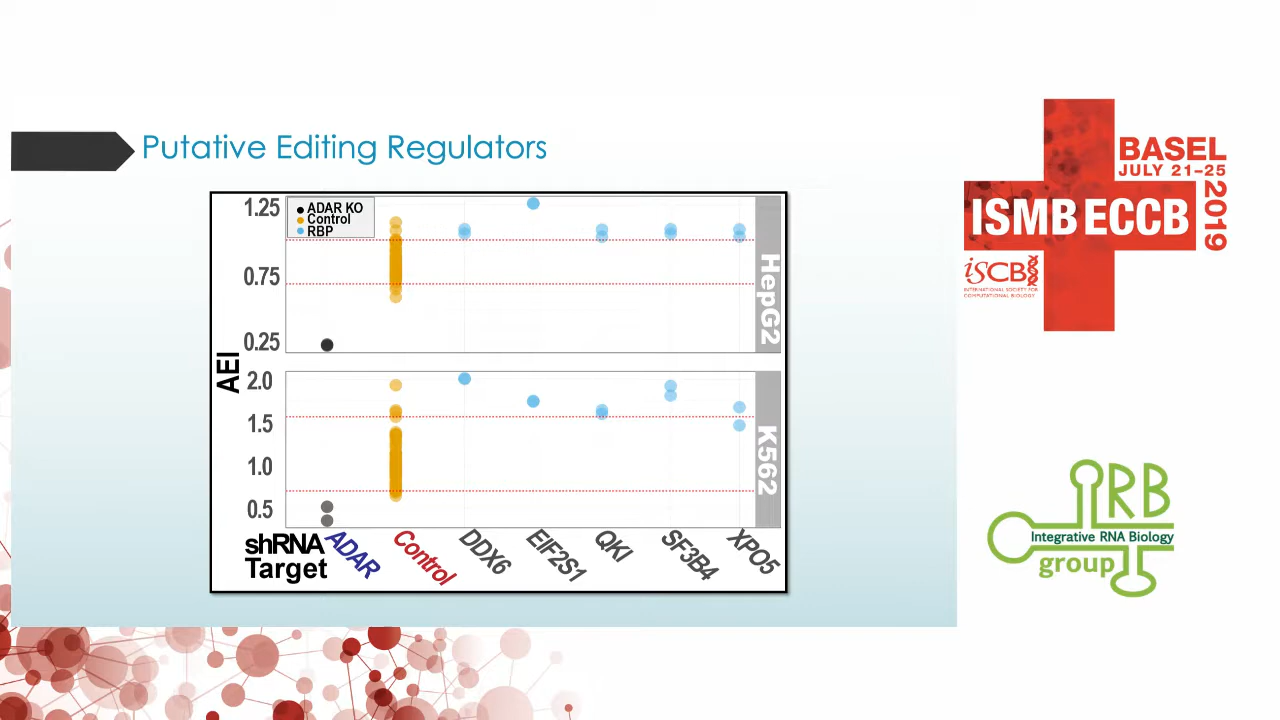 Putative Editing Regulators
ADAR KO
Control
RBP
1.25
0.75
0.25
HepG2
AEI
2.0
1.5
1.0
0.5
K562
shRNA
Target
ADAR
Control
DDX6
EIF2S1
QKI
SF3B4
XPO5
BASEL
JULY 21–25
2019
ISMB ECCB
iSCB
INTERNATIONAL SOCIETY FOR
COMPUTATIONAL BIOLOGY
iRB
Integrative RNA Biology
group